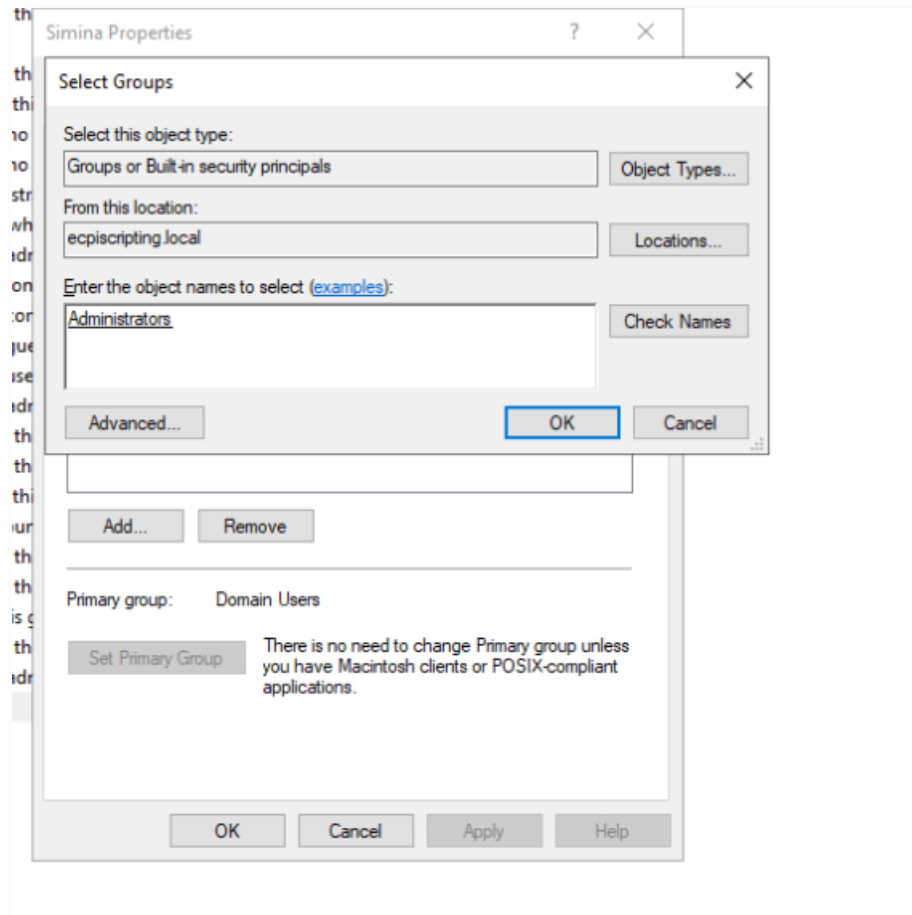 Simina Properties ?
Select Groups
Select this object type:
Groups or Built-in security principals
Object Types...
From this location:
ecpiscripting.local
Locations...
Enter the object names to select (examples):
Administrators
Check Names
Advanced...
OK
Cancel
Add...
Remove
Primary group: Domain Users
Set Primary Group
There is no need to change Primary group unless
you have Macintosh clients or POSIX-compliant
applications.
OK
Cancel
Apply
Help